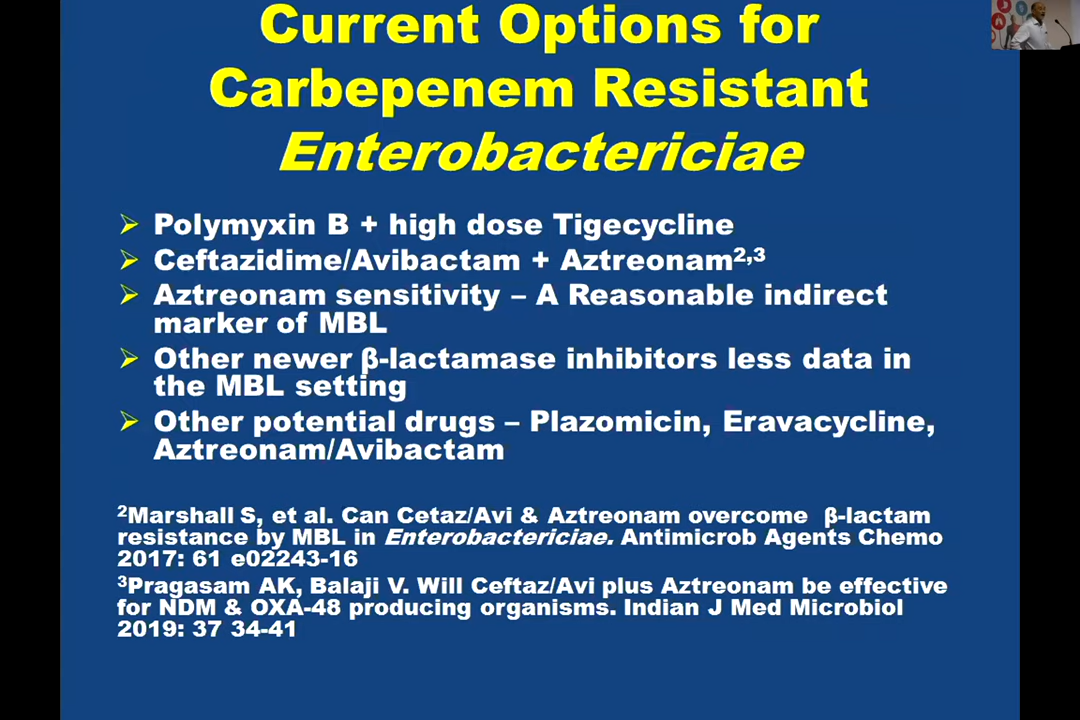 Current Options for
Carbepenem Resistant
Enterobactericiae
➢ Polymyxin B + high dose Tigecycline
➢ Ceftazidime/Avibactam + Aztreonam²,³
➢ Aztreonam sensitivity – A Reasonable indirect
marker of MBL
➢ Other newer β-lactamase inhibitors less data in
the MBL setting
➢ Other potential drugs – Plazomicin, Eravacycline,
Aztreonam/Avibactam
²Marshall S, et al. Can Cetaz/Avi & Aztreonam overcome β-lactam
resistance by MBL in Enterobactericiae. Antimicrob Agents Chemo
2017: 61 e02243-16
³Pragasam AK, Balaji V. Will Ceftaz/Avi plus Aztreonam be effective
for NDM & OXA-48 producing organisms. Indian J Med Microbiol
2019: 37 34-41